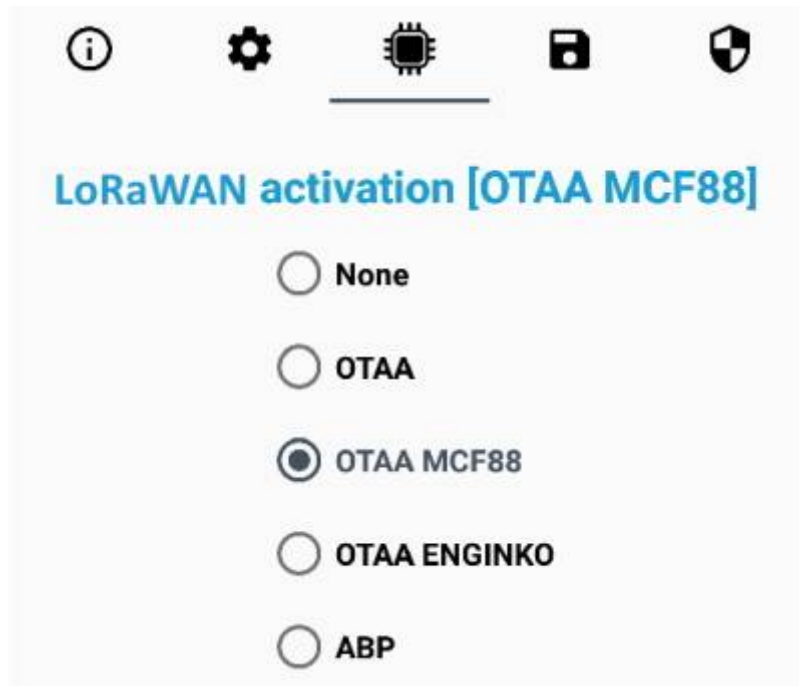 LoRaWAN activation [OTAA MCF88]
None
OTAA
OTAA MCF88
OTAA ENGINKO
ABP